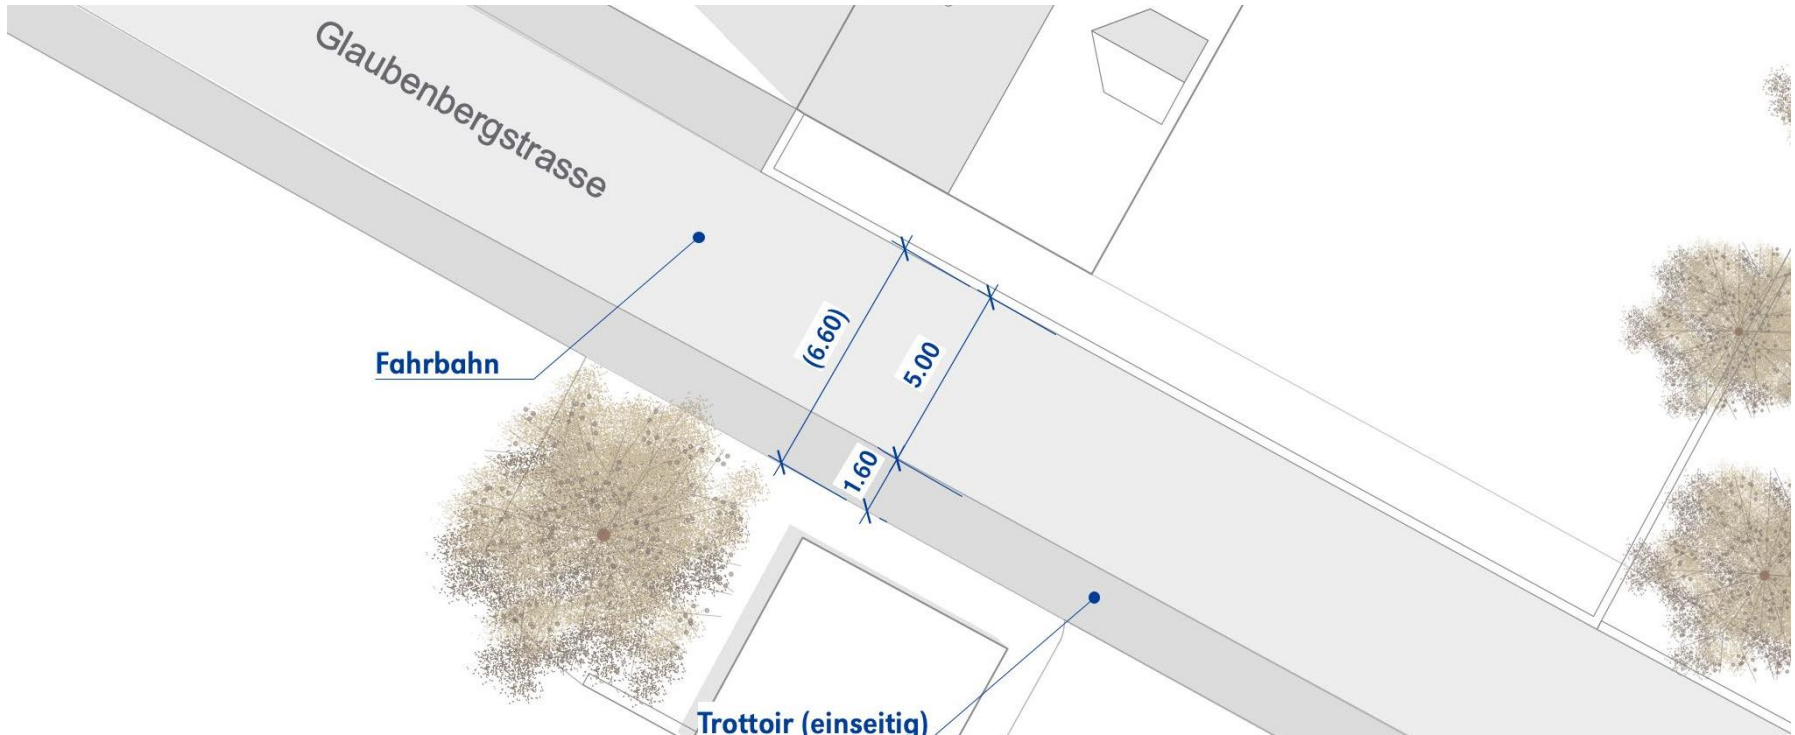 Glaubenbergstrasse
Fahrbahn
(6.60)
5.00
1.60
Trottoir (einseitig)